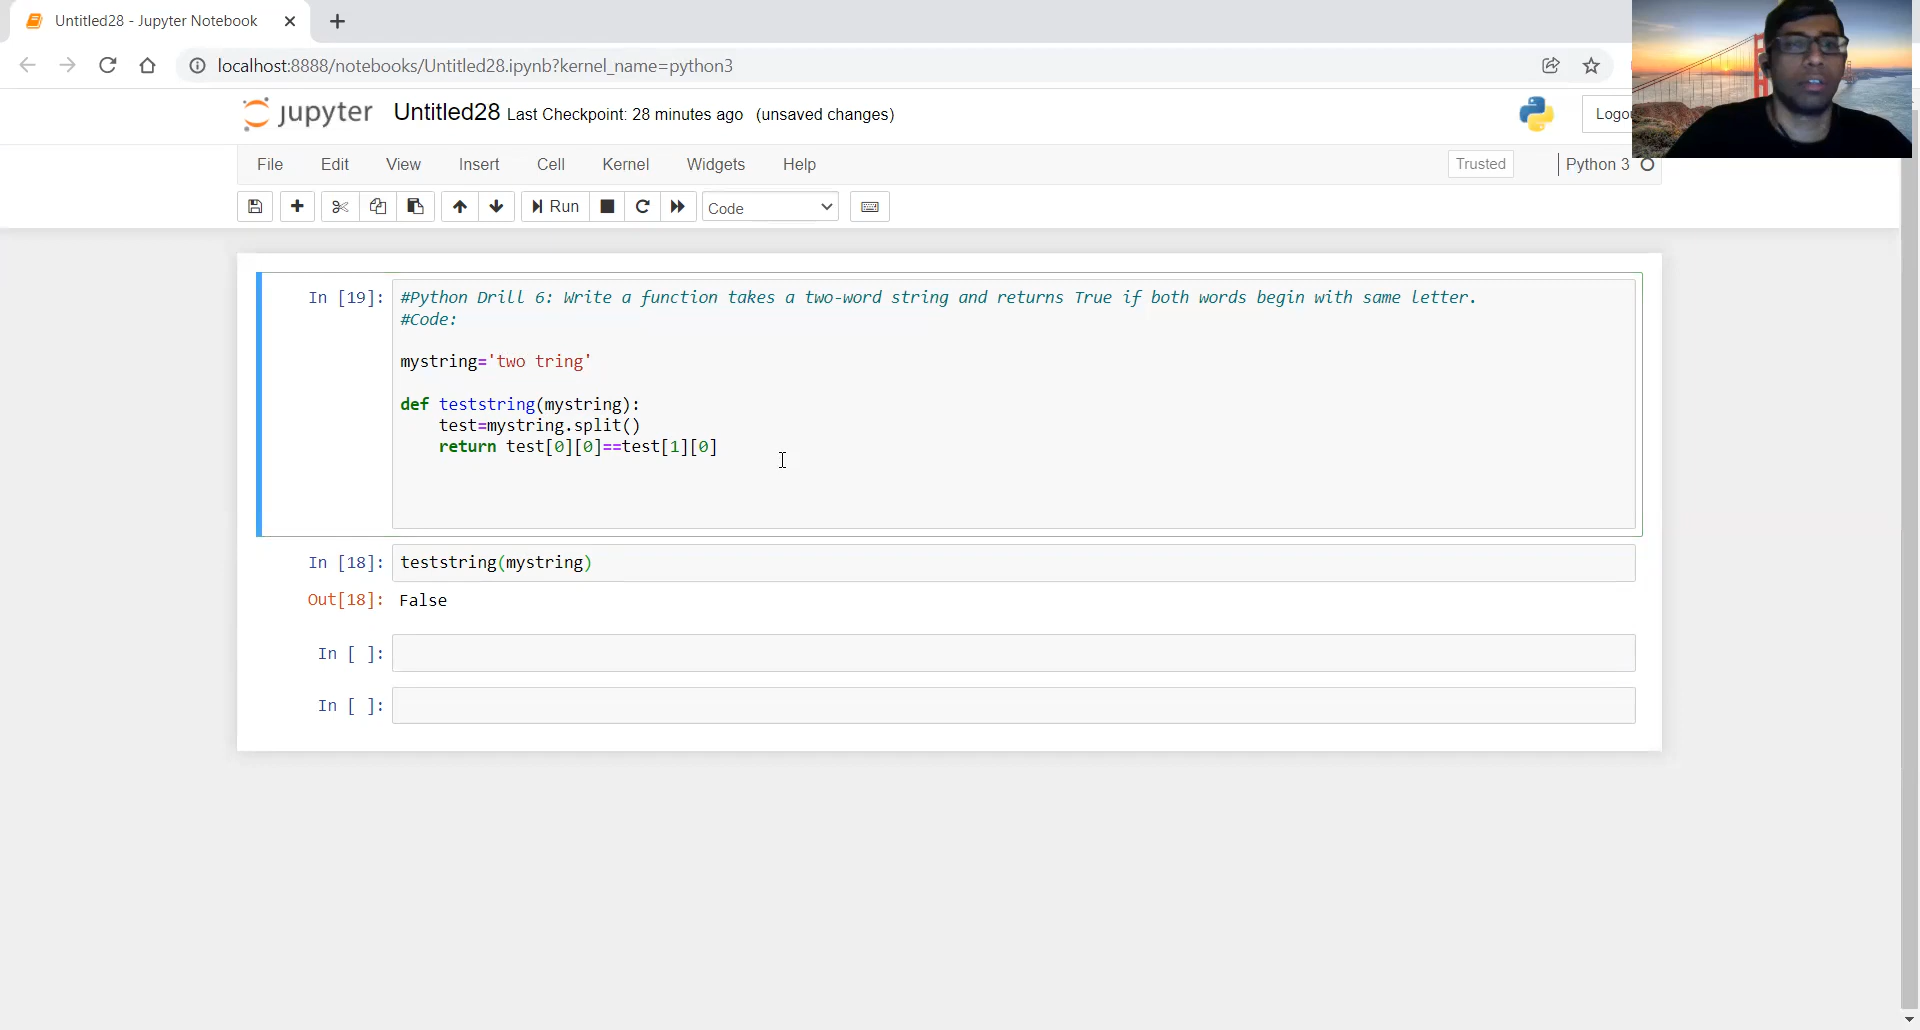 Untitled28 - Jupyter Notebook
localhost:8888/notebooks/Untitled28.ipynb?kernel_name=python3
jupyter Untitled28 Last Checkpoint: 28 minutes ago (unsaved changes)
Logo
File Edit View Insert Cell Kernel Widgets Help Trusted Python 3
Run Code
In [19]: #Python Drill 6: Write a function takes a two-word string and returns True if both words begin with same letter.
#Code:
mystring='two tring'
def teststring(mystring):
test=mystring.split()
return test[0][0]==test[1][0]
In [18]: teststring(mystring)
Out[18]: False
In [ ]:
In [ ]: